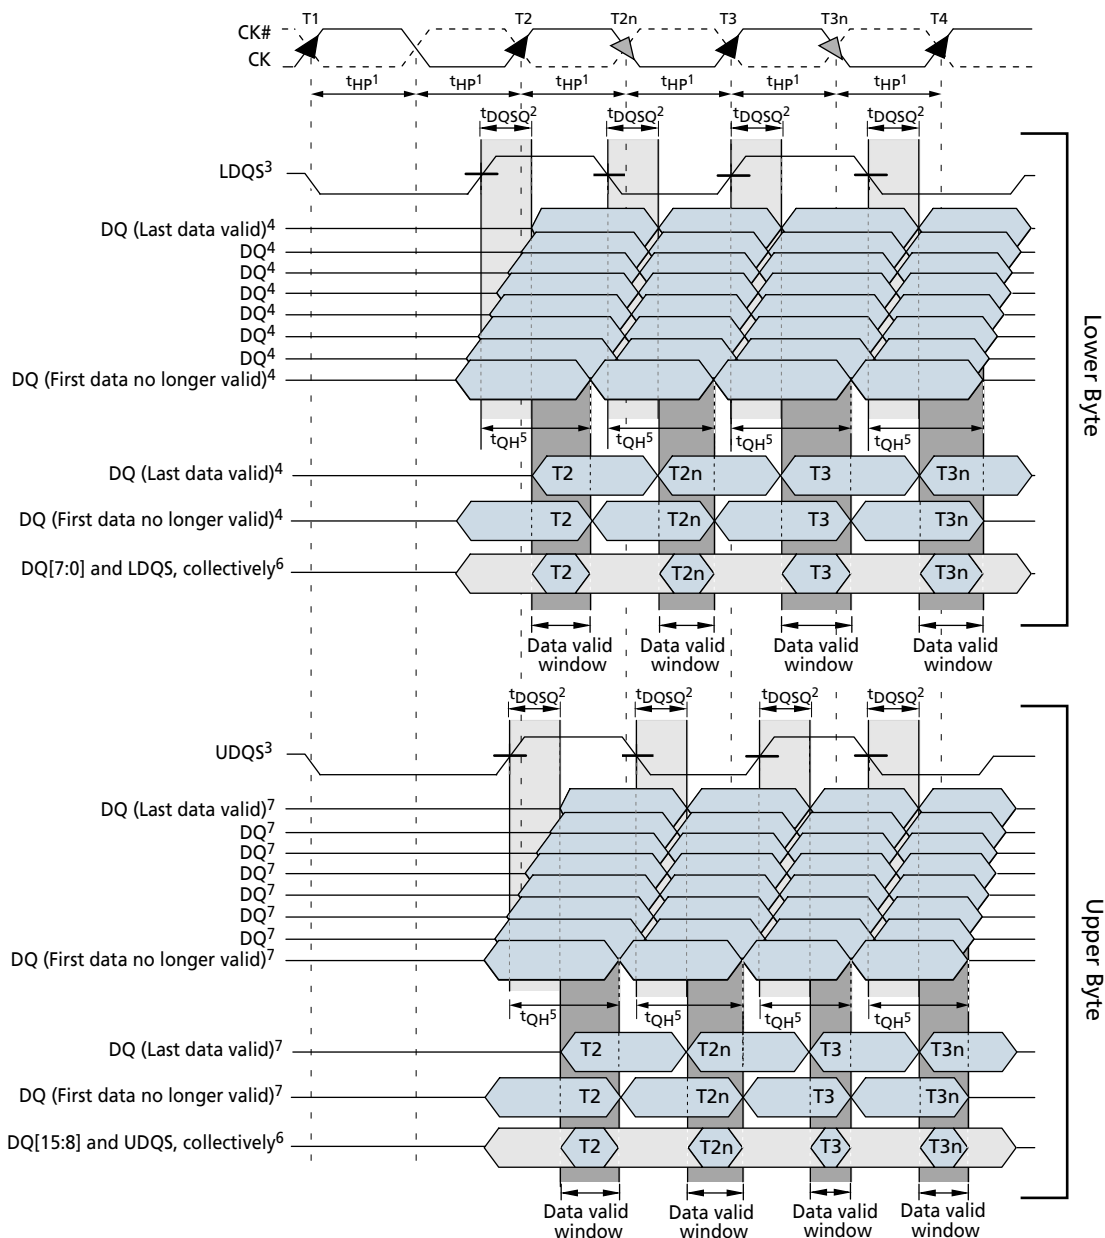 T1 T2 T2n T3 T3n T4
CK#
CK
tHP1 tHP1 tHP1 tHP1 tHP1 tHP1
tDQSQ2 tDQSQ2 tDQSQ2 tDQSQ2
LDQS3
DQ (Last data valid)4
DQ4
DQ4
DQ4
DQ4
DQ4
DQ4
DQ (First data no longer valid)4
Lower Byte
tQH5 tQH5 tQH5 tQH5
DQ (Last data valid)4 T2 T2n T3 T3n
DQ (First data no longer valid)4 T2 T2n T3 T3n
DQ[7:0] and LDQS, collectively6 T2 T2n T3 T3n
Data valid Data valid Data valid Data valid
window window window window
tDQSQ2 tDQSQ2 tDQSQ2 tDQSQ2
UDQS3
DQ (Last data valid)7
DQ7
DQ7
DQ7
DQ7
DQ7
DQ7
DQ (First data no longer valid)7
Upper Byte
tQH5 tQH5 tQH5 tQH5
DQ (Last data valid)7 T2 T2n T3 T3n
DQ (First data no longer valid)7 T2 T2n T3 T3n
DQ[15:8] and UDQS, collectively6 T2 T2n T3 T3n
Data valid Data valid Data valid Data valid
window window window window